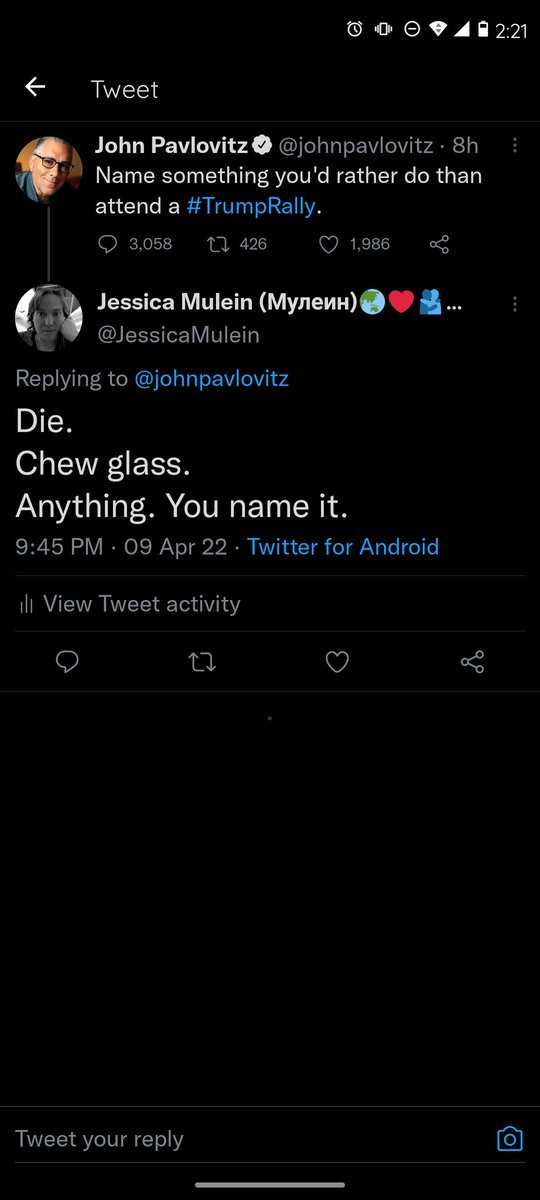 2:21
Tweet
John Pavlovitz @johnpavlovitz · 8h
Name something you'd rather do than
attend a #TrumpRally.
3,058 426 1,986
Jessica Mulein (Мулеин)🌏❤️🫂...
@JessicaMulein
Replying to @johnpavlovitz
Die.
Chew glass.
Anything. You name it.
9:45 PM · 09 Apr 22 · Twitter for Android
View Tweet activity
Tweet your reply